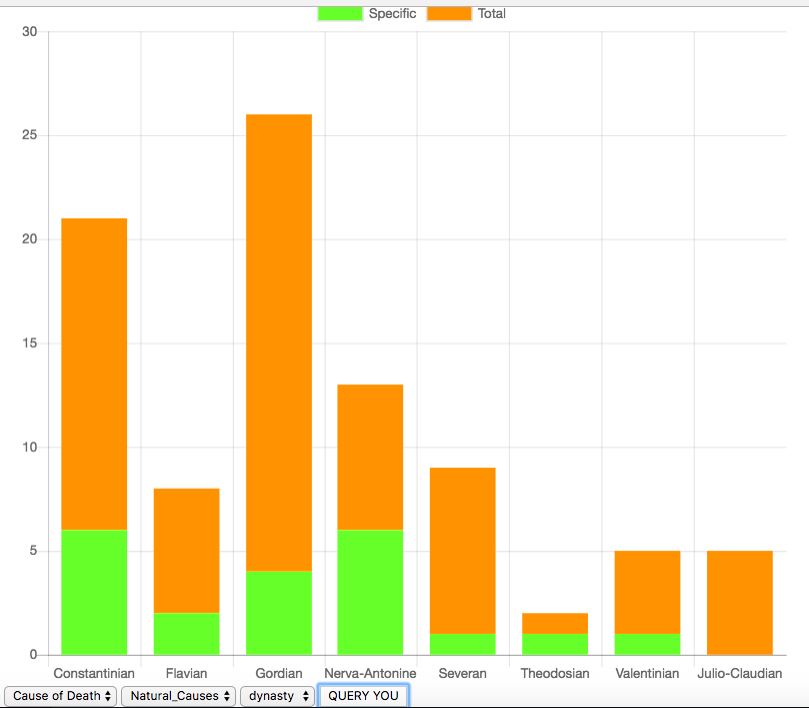 Specific Total
30
25
20
15
10
5
0
Constantinian Flavian Gordian Nerva-Antonine Severan Theodosian Valentinian Julio-Claudian
Cause of Death Natural_Causes dynasty QUERY YOU